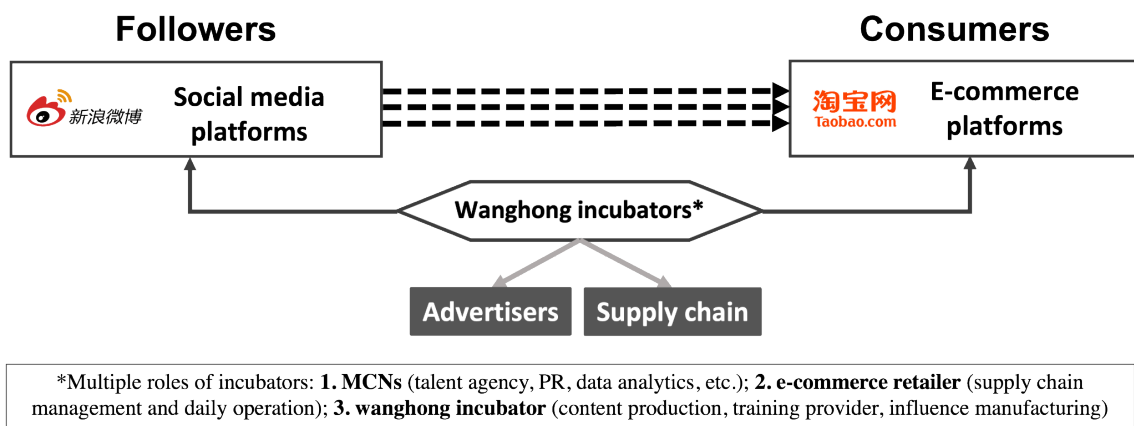 Followers
Consumers
新浪微博
Social media
platforms
淘宝网
Taobao.com
E-commerce
platforms
Wanghong incubators*
Advertisers
Supply chain
*Multiple roles of incubators: 1. MCNs (talent agency, PR, data analytics, etc.); 2. e-commerce retailer (supply chain
management and daily operation); 3. wanghong incubator (content production, training provider, influence manufacturing)